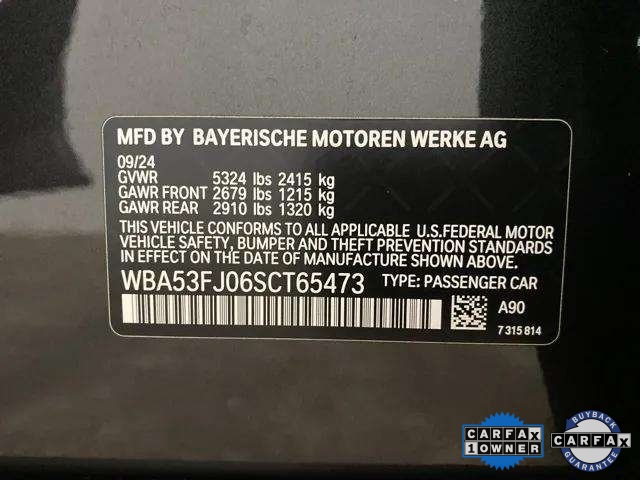 MFD BY BAYERISCHE MOTOREN WERKE AG
09/24
GVWR 5324 lbs 2415 kg
GAWR FRONT 2679 lbs 1215 kg
GAWR REAR 2910 lbs 1320 kg
THIS VEHICLE CONFORMS TO ALL APPLICABLE U.S.FEDERAL MOTOR
VEHICLE SAFETY, BUMPER AND THEFT PREVENTION STANDARDS
IN EFFECT ON THE DATE OF MANUFACTURE SHOWN ABOVE.
WBA53FJ06SCT65473 TYPE: PASSENGER CAR
A90
7 315 814
CARFAX
1 OWNER
BUYBACK
CARFAX
GUARANTEE